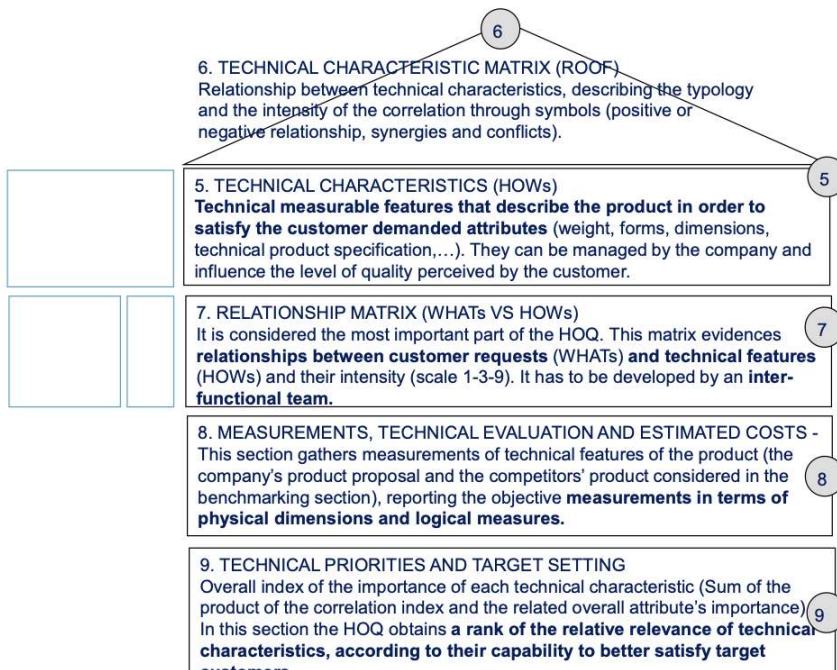 6
6. TECHNICAL CHARACTERISTIC MATRIX (ROOF)
Relationship between technical characteristics, describing the typology
and the intensity of the correlation through symbols (positive or
negative relationship, synergies and conflicts).
5
5. TECHNICAL CHARACTERISTICS (HOWs)
Technical measurable features that describe the product in order to
satisfy the customer demanded attributes (weight, forms, dimensions,
technical product specification,…). They can be managed by the company and
influence the level of quality perceived by the customer.
7. RELATIONSHIP MATRIX (WHATs VS HOWs)
7
It is considered the most important part of the HOQ. This matrix evidences
relationships between customer requests (WHATs) and technical features
(HOWs) and their intensity (scale 1-3-9). It has to be developed by an inter-
functional team.
8. MEASUREMENTS, TECHNICAL EVALUATION AND ESTIMATED COSTS -
This section gathers measurements of technical features of the product (the
company's product proposal and the competitors' product considered in the
8
benchmarking section), reporting the objective measurements in terms of
physical dimensions and logical measures.
9. TECHNICAL PRIORITIES AND TARGET SETTING
Overall index of the importance of each technical characteristic (Sum of the
product of the correlation index and the related overall attribute's importance)
9
In this section the HOQ obtains a rank of the relative relevance of technical
characteristics, according to their capability to better satisfy target